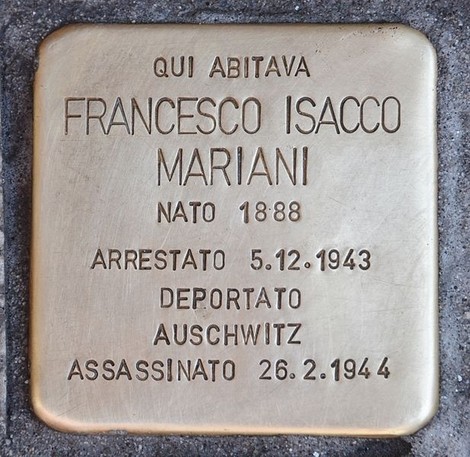 QUI ABITAVA
FRANCESCO ISACCO
MARIANI
NATO 1888
ARRESTATO 5.12.1943
DEPORTATO
AUSCHWITZ
ASSASSINATO 26.2.1944